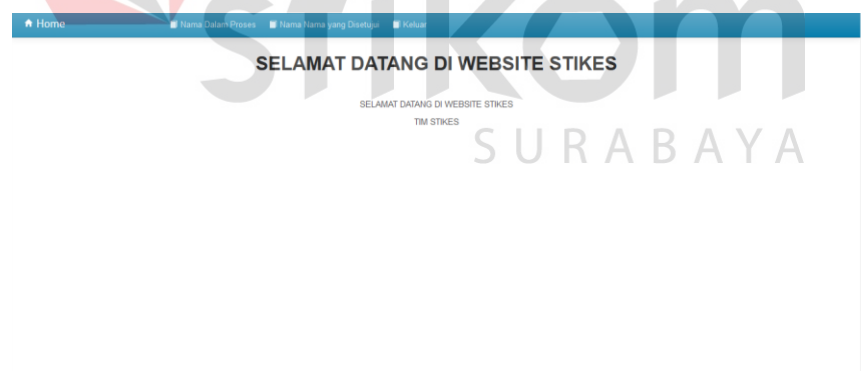 stikom
Home Nama Dalam Proses Nama Nama yang Disetujui Keluar
SELAMAT DATANG DI WEBSITE STIKES
SELAMAT DATANG DI WEBSITE STIKES
TIM STIKES
SURABAYA